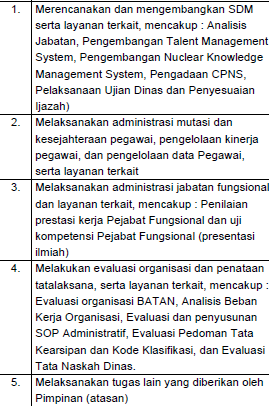 1. Merencanakan dan mengembangkan SDM
serta layanan terkait, mencakup : Analisis
Jabatan, Pengembangan Talent Management
System, Pengembangan Nuclear Knowledge
Management System, Pengadaan CPNS,
Pelaksanaan Ujian Dinas dan Penyesuaian
Ijazah)
2. Melaksanakan administrasi mutasi dan
kesejahteraan pegawai, pengelolaan kinerja
pegawai, dan pengelolaan data Pegawai,
serta layanan terkait
3. Melaksanakan administrasi jabatan fungsional
dan layanan terkait, mencakup : Penilaian
prestasi kerja Pejabat Fungsional dan uji
kompetensi Pejabat Fungsional (presentasi
ilmiah)
4. Melakukan evaluasi organisasi dan penataan
tatalaksana, serta layanan terkait, mencakup :
Evaluasi organisasi BATAN, Analisis Beban
Kerja Organisasi, Evaluasi dan penyusunan
SOP Administratif, Evaluasi Pedoman Tata
Kearsipan dan Kode Klasifikasi, dan Evaluasi
Tata Naskah Dinas.
5. Melaksanakan tugas lain yang diberikan oleh
Pimpinan (atasan)